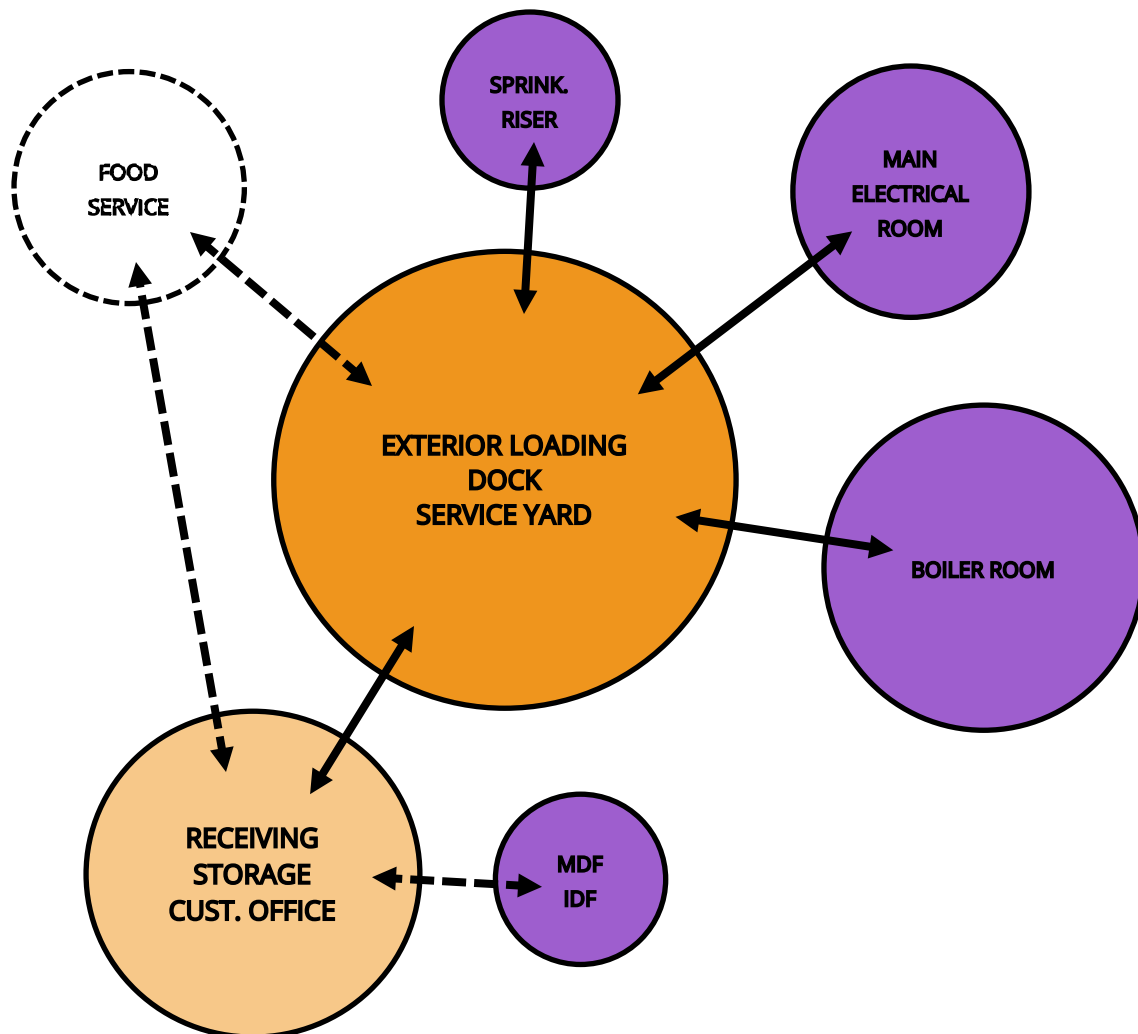 SPRINK.
RISER
FOOD
SERVICE
MAIN
ELECTRICAL
ROOM
EXTERIOR LOADING
DOCK
SERVICE YARD
BOILER ROOM
RECEIVING
STORAGE
CUST. OFFICE
MDF
IDF